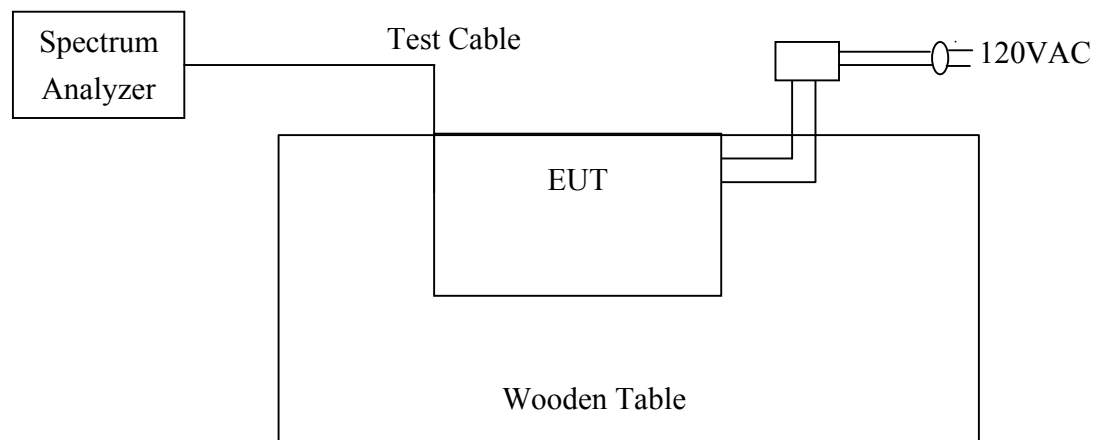 Spectrum
Analyzer
Test Cable
120VAC
EUT
Wooden Table